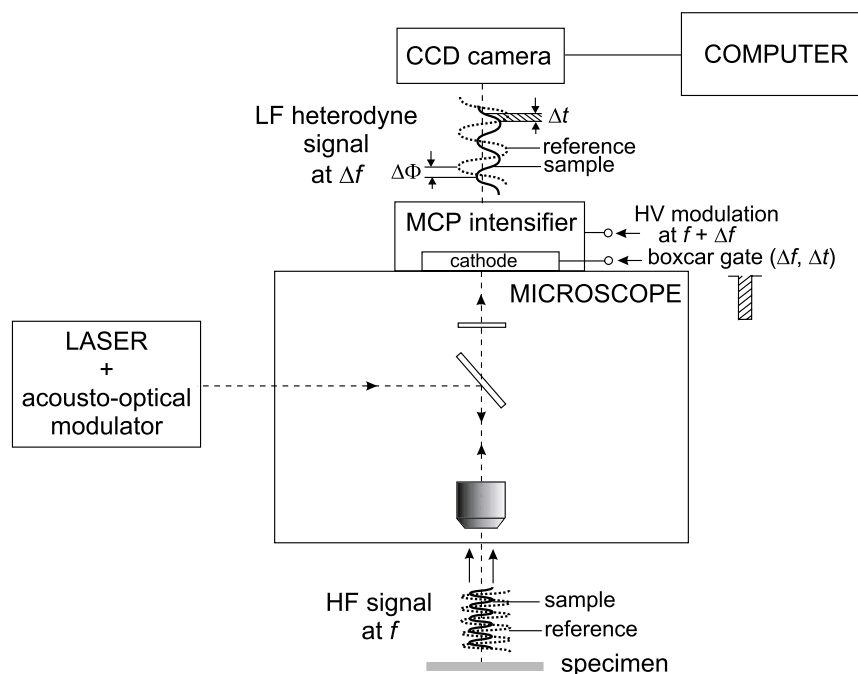 CCD camera
COMPUTER
LF heterodyne
signal
at Δf
Δt
reference
sample
ΔΦ
MCP intensifier
cathode
HV modulation
at f + Δf
boxcar gate (Δf, Δt)
MICROSCOPE
LASER
+
acousto-optical
modulator
HF signal
at f
sample
reference
specimen